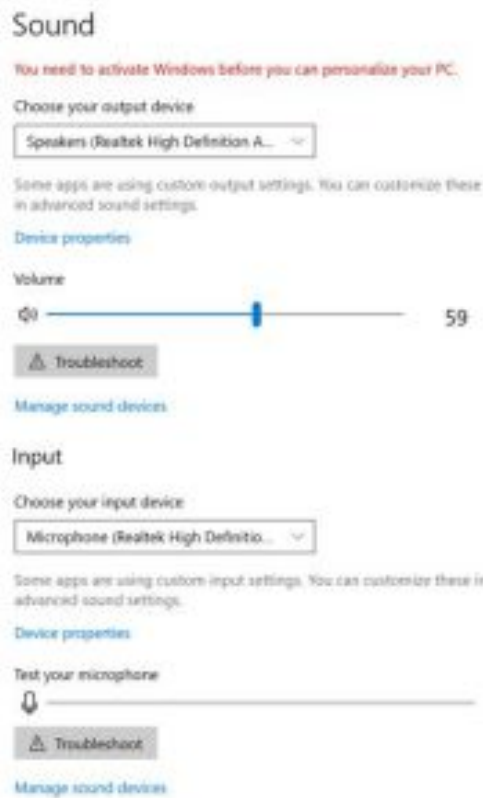 Sound
You need to activate Windows before you can personalize your PC.
Choose your output device
Speakers (Realtek High Definition A...
Some apps are using custom output settings. You can customize these
in advanced sound settings.
Device properties
Volume
59
Troubleshoot
Manage sound devices
Input
Choose your input device
Microphone (Realtek High Definitio...
Some apps are using custom input settings. You can customize these in
advanced sound settings.
Device properties
Test your microphone
Troubleshoot
Manage sound devices